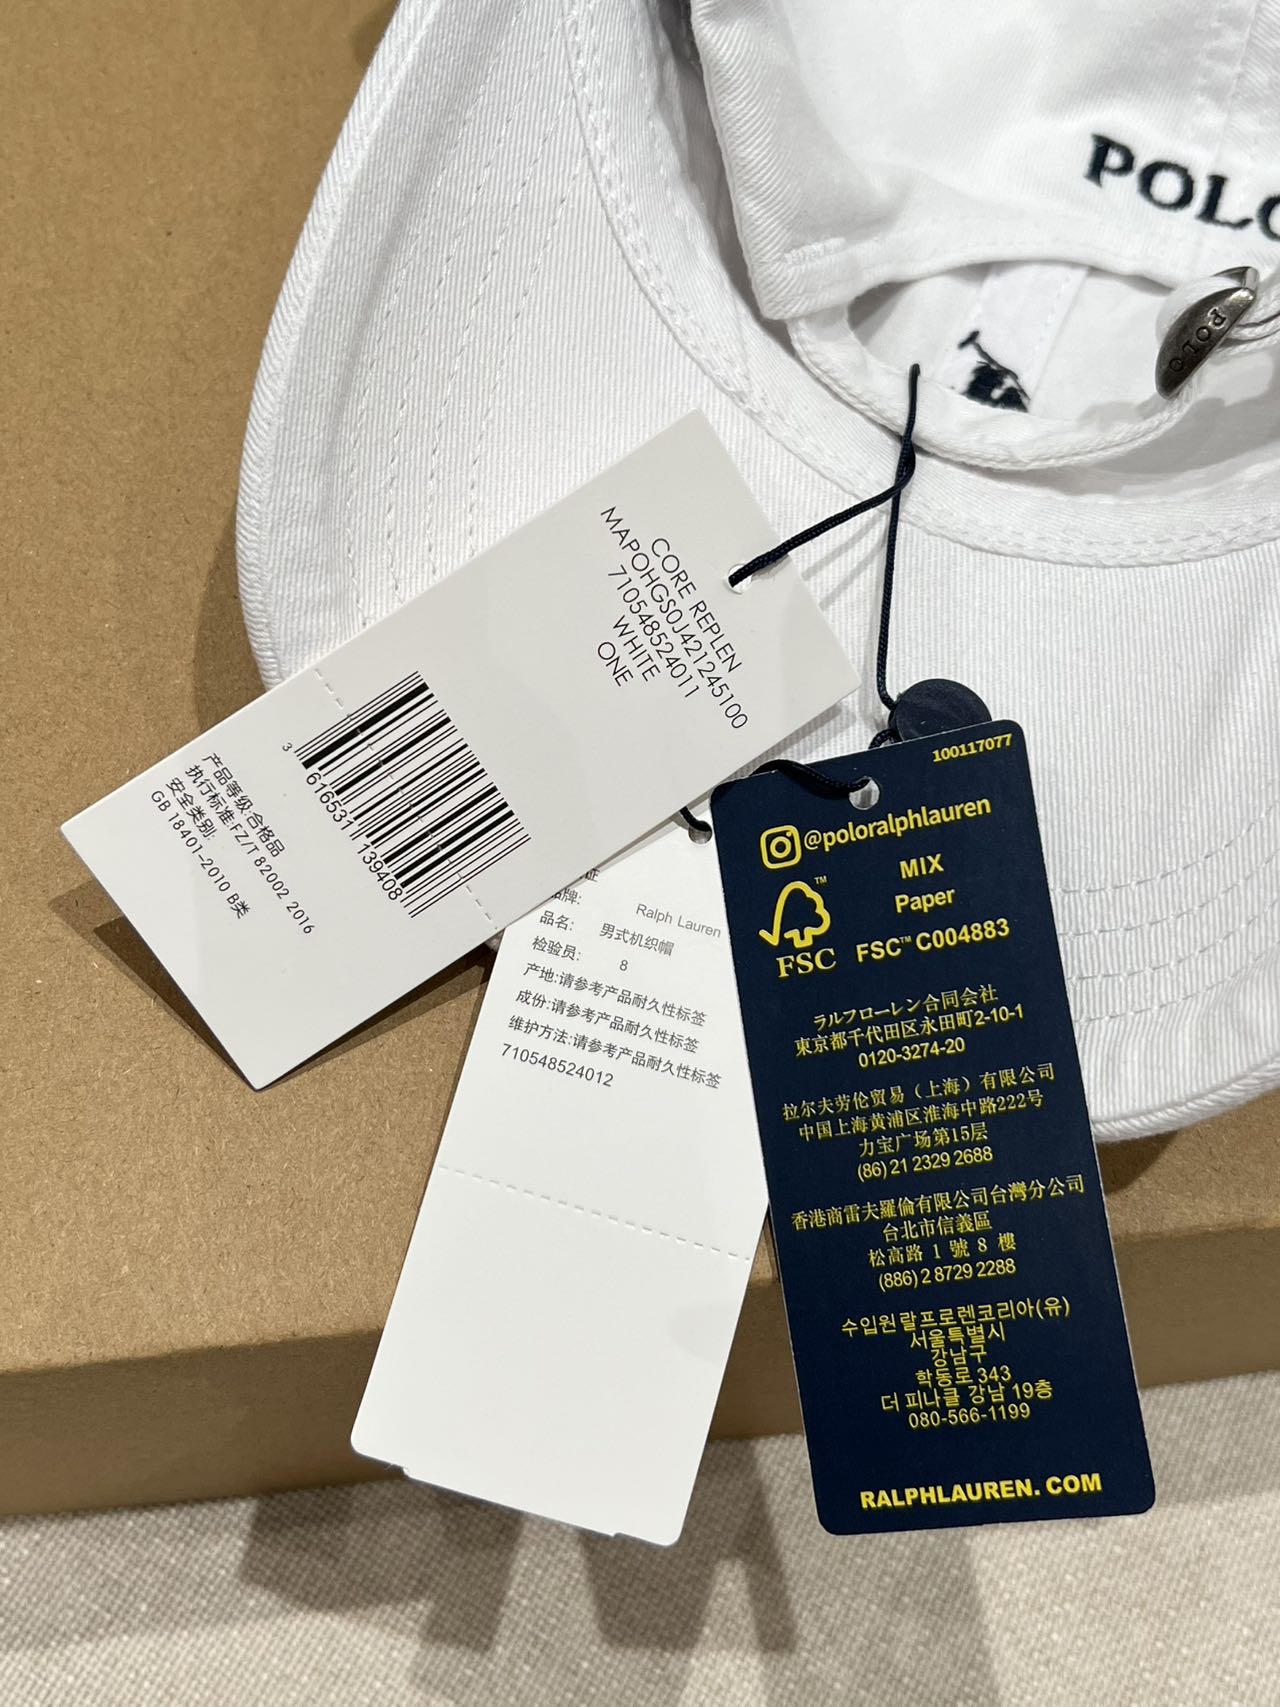 POLO
POLO
CORE REPLEN
MAPOHGS0J421245100
710548524011
WHITE
ONE
3 616531 139408
产品等级:合格品
执行标准:FZ/T 82002 2016
安全类别:
GB 18401-2010 B类
证
品牌: Ralph Lauren
品名: 男式机织帽
检验员: 8
产地:请参考产品耐久性标签
成份:请参考产品耐久性标签
维护方法:请参考产品耐久性标签
710548524012
100117077
@poloralphlauren
MIX
Paper
FSC™ C004883
™
FSC
ラルフローレン合同会社
東京都千代田区永田町2-10-1
0120-3274-20
拉尔夫劳伦贸易（上海）有限公司
中国上海黄浦区淮海中路222号
力宝广场第15层
(86) 21 2329 2688
香港商雷夫羅倫有限公司台灣分公司
台北市信義區
松高路 1 號 8 樓
(886) 2 8729 2288
수입원 랄프로렌코리아(유)
서울특별시
강남구
학동로 343
더 피나클 강남 19층
080-566-1199
RALPHLAUREN. COM